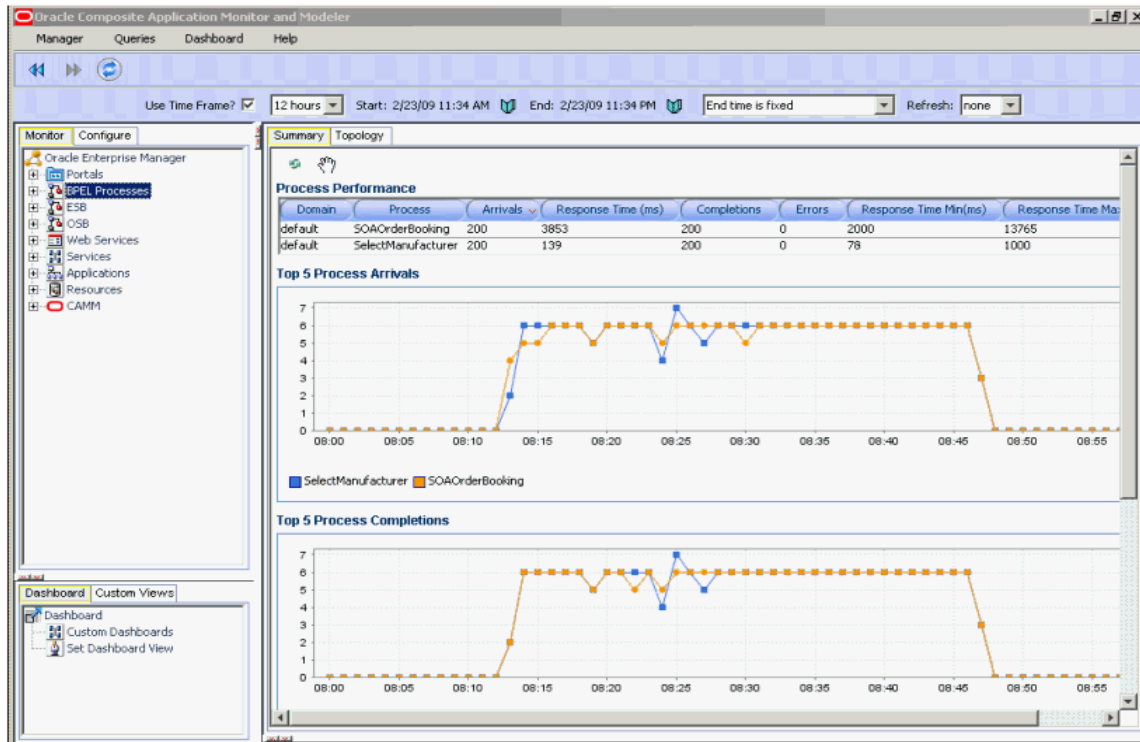 Oracle Composite Application Monitor and Modeler
Manager Queries Dashboard Help
Use Time Frame? 12 hours Start: 2/23/09 11:34 AM End: 2/23/09 11:34 PM End time is fixed Refresh: none
Monitor Configure
Oracle Enterprise Manager
Portals
BPEL Processes
ESB
OSB
Web Services
Services
Applications
Resources
CAMM
Dashboard Custom Views
Dashboard
Custom Dashboards
Set Dashboard View
Summary Topology
Process Performance
Domain Process Arrivals Response Time (ms) Completions Errors Response Time Min(ms) Response Time Max
default SOAOrderBooking 200 3853 200 0 2000 13765
default SelectManufacturer 200 139 200 0 78 1000
Top 5 Process Arrivals
7
6
5
4
3
2
1
0
08:00 08:05 08:10 08:15 08:20 08:25 08:30 08:35 08:40 08:45 08:50 08:55
SelectManufacturer SOAOrderBooking
Top 5 Process Completions
7
6
5
4
3
2
1
0
08:00 08:05 08:10 08:15 08:20 08:25 08:30 08:35 08:40 08:45 08:50 08:55